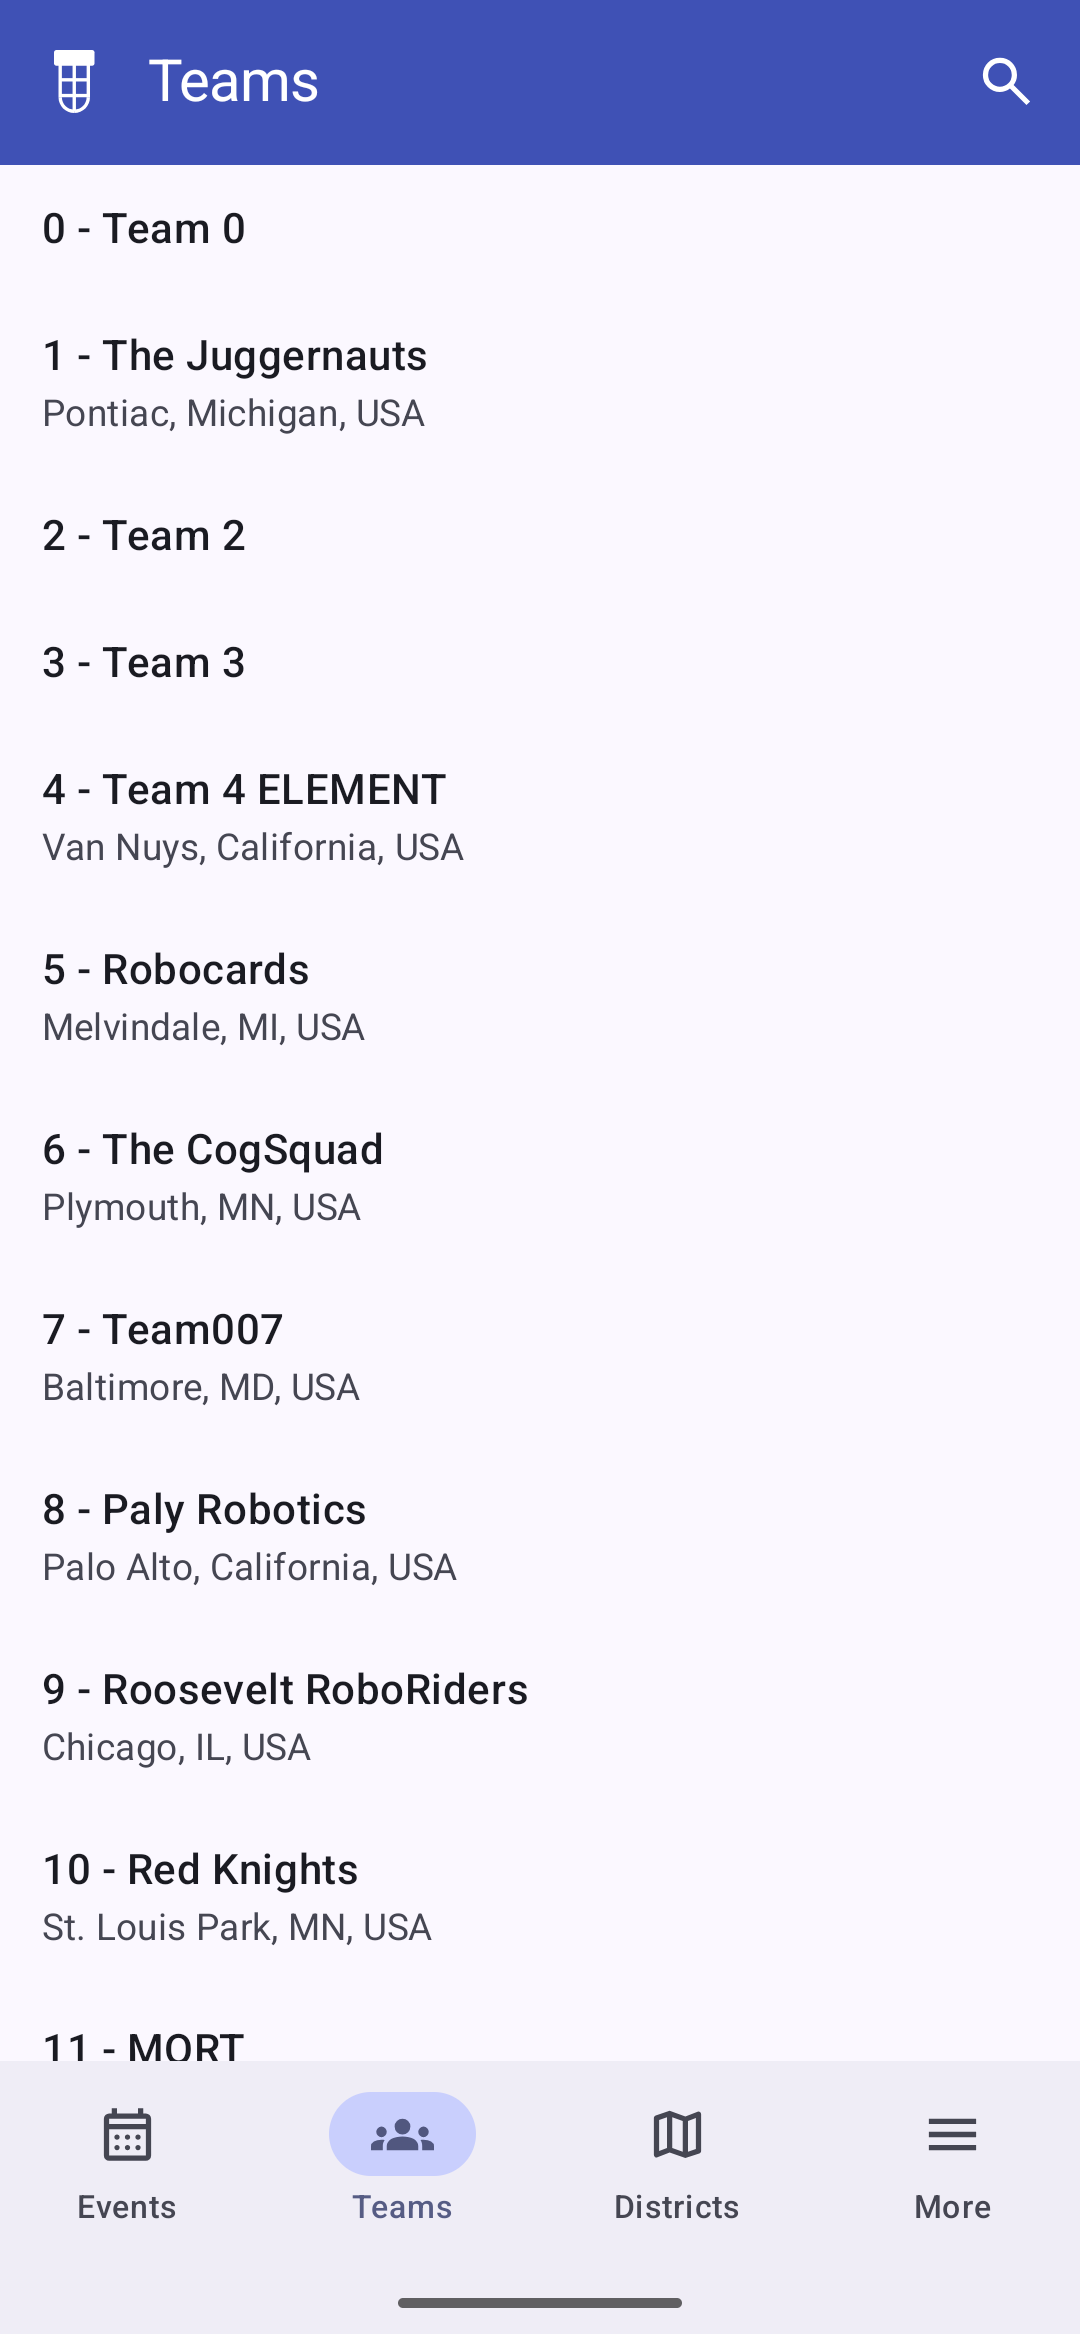 Teams
0 - Team 0
1 - The Juggernauts
Pontiac, Michigan, USA
2 - Team 2
3 - Team 3
4 - Team 4 ELEMENT
Van Nuys, California, USA
5 - Robocards
Melvindale, MI, USA
6 - The CogSquad
Plymouth, MN, USA
7 - Team007
Baltimore, MD, USA
8 - Paly Robotics
Palo Alto, California, USA
9 - Roosevelt RoboRiders
Chicago, IL, USA
10 - Red Knights
St. Louis Park, MN, USA
11 - MORT
Events
Teams
Districts
More